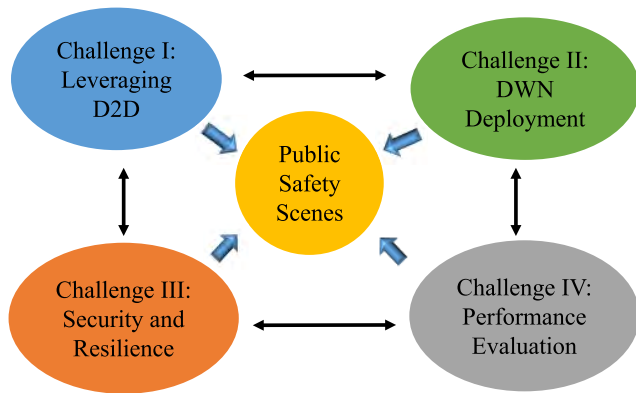 Challenge I:
Leveraging
D2D
Challenge II:
DWN
Deployment
Public
Safety
Scenes
Challenge III:
Security and
Resilience
Challenge IV:
Performance
Evaluation